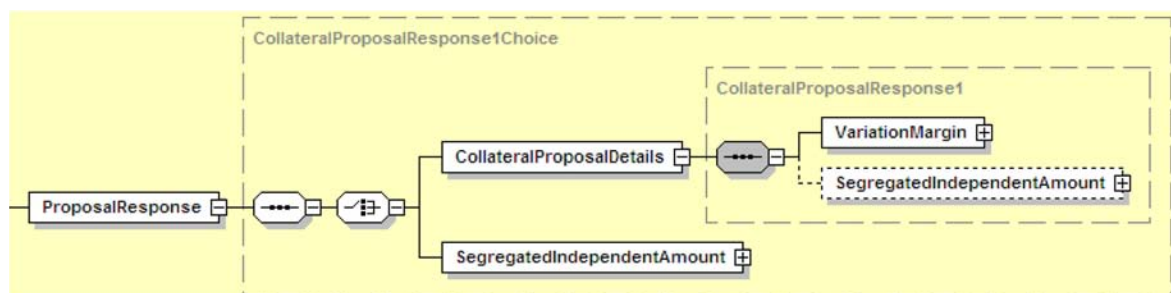 CollateralProposalResponse1Choice
CollateralProposalResponse1
VariationMargin
CollateralProposalDetails
SegregatedIndependentAmount
ProposalResponse
SegregatedIndependentAmount